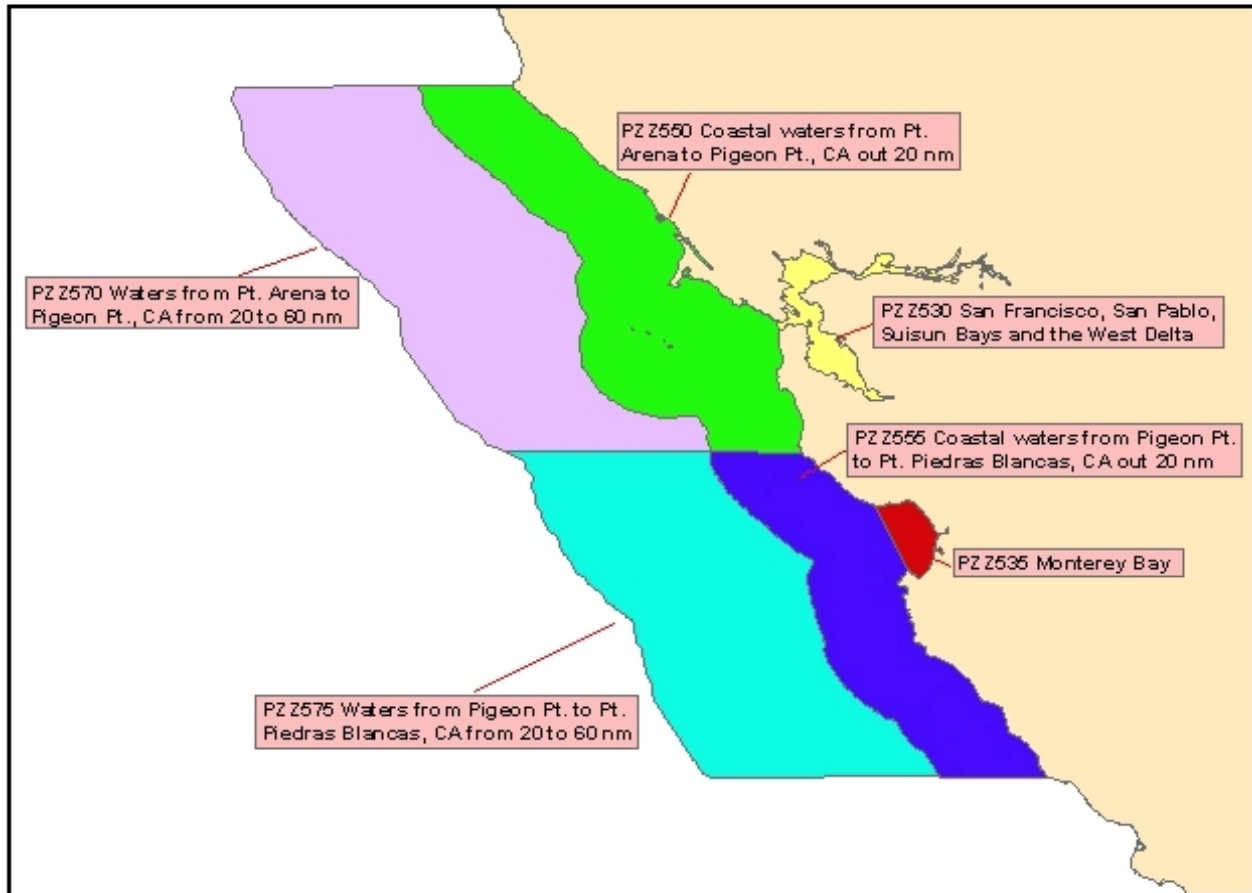 PZZ550 Coastal waters from Pt.
Arena to Pigeon Pt., CA out 20 nm
PZZ570 Waters from Pt. Arena to
Pigeon Pt., CA from 20 to 60 nm
PZZ530 San Francisco, San Pablo,
Suisun Bays and the West Delta
PZZ555 Coastal waters from Pigeon Pt.
to Pt. Piedras Blancas, CA out 20 nm
PZZ535 Monterey Bay
PZZ575 Waters from Pigeon Pt. to Pt.
Piedras Blancas, CA from 20 to 60 nm